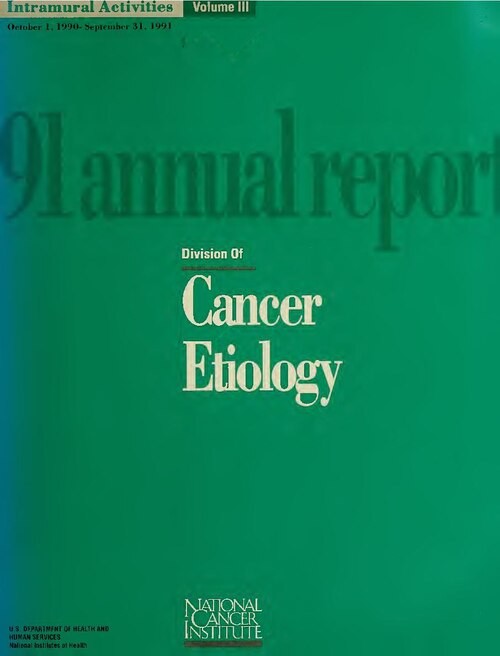 Intramural Activities Volume III
October 1, 1990- September 31, 1991
91 annual report
Division Of
Cancer
Etiology
NATIONAL
CANCER
INSTITUTE
U.S. DEPARTMENT OF HEALTH AND
HUMAN SERVICES
National Institutes of Health